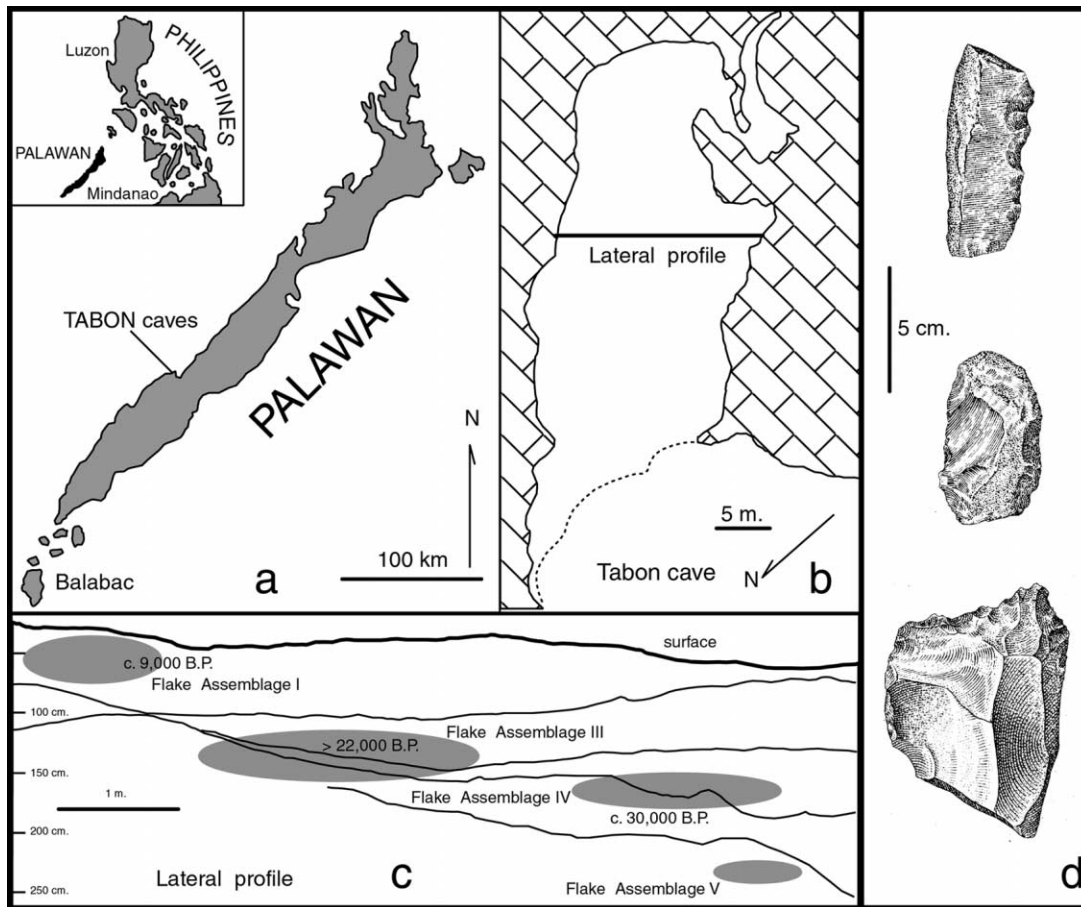 Luzon
PHILIPPINES
PALAWAN
Mindanao
TABON caves
PALAWAN
N
100 km
Balabac
a
Lateral profile
5 m.
N
Tabon cave
b
surface
c. 9,000 B.P.
Flake Assemblage I
100 cm.
Flake Assemblage III
> 22,000 B.P.
150 cm.
1 m.
Flake Assemblage IV
c. 30,000 B.P.
200 cm.
Lateral profile
c
Flake Assemblage V
250 cm.
5 cm.
d